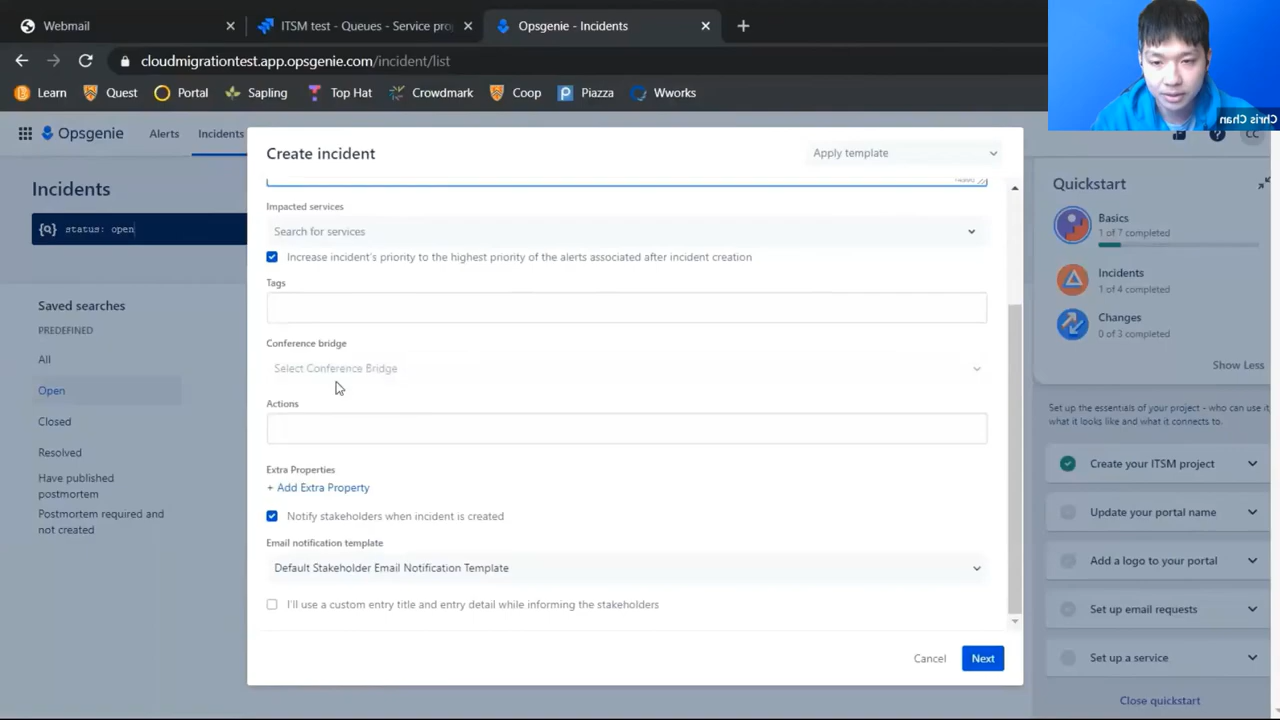 Webmail
ITSM test - Queues - Service pro
Opsgenie - Incidents
cloudmigrationtest.app.opsgenie.com/incident/list
Learn
Quest
Portal
Sapling
Top Hat
Crowdmark
Coop
Piazza
Wworks
Chris Chan
Opsgenie
Alerts
Incidents
CC
Incidents
status: open
Saved searches
PREDEFINED
All
Open
Closed
Resolved
Have published
postmortem
Postmortem required and
not created
Create incident
Apply template
Impacted services
Search for services
Increase incident's priority to the highest priority of the alerts associated after incident creation
Tags
Conference bridge
Select Conference Bridge
Actions
Extra Properties
+ Add Extra Property
Notify stakeholders when incident is created
Email notification template
Default Stakeholder Email Notification Template
I'll use a custom entry title and entry detail while informing the stakeholders
Cancel
Next
Quickstart
Basics
1 of 7 completed
Incidents
1 of 4 completed
Changes
0 of 3 completed
Show Less
Set up the essentials of your project - who can use it,
what it looks like and what it connects to.
Create your ITSM project
Update your portal name
Add a logo to your portal
Set up email requests
Set up a service
Close quickstart